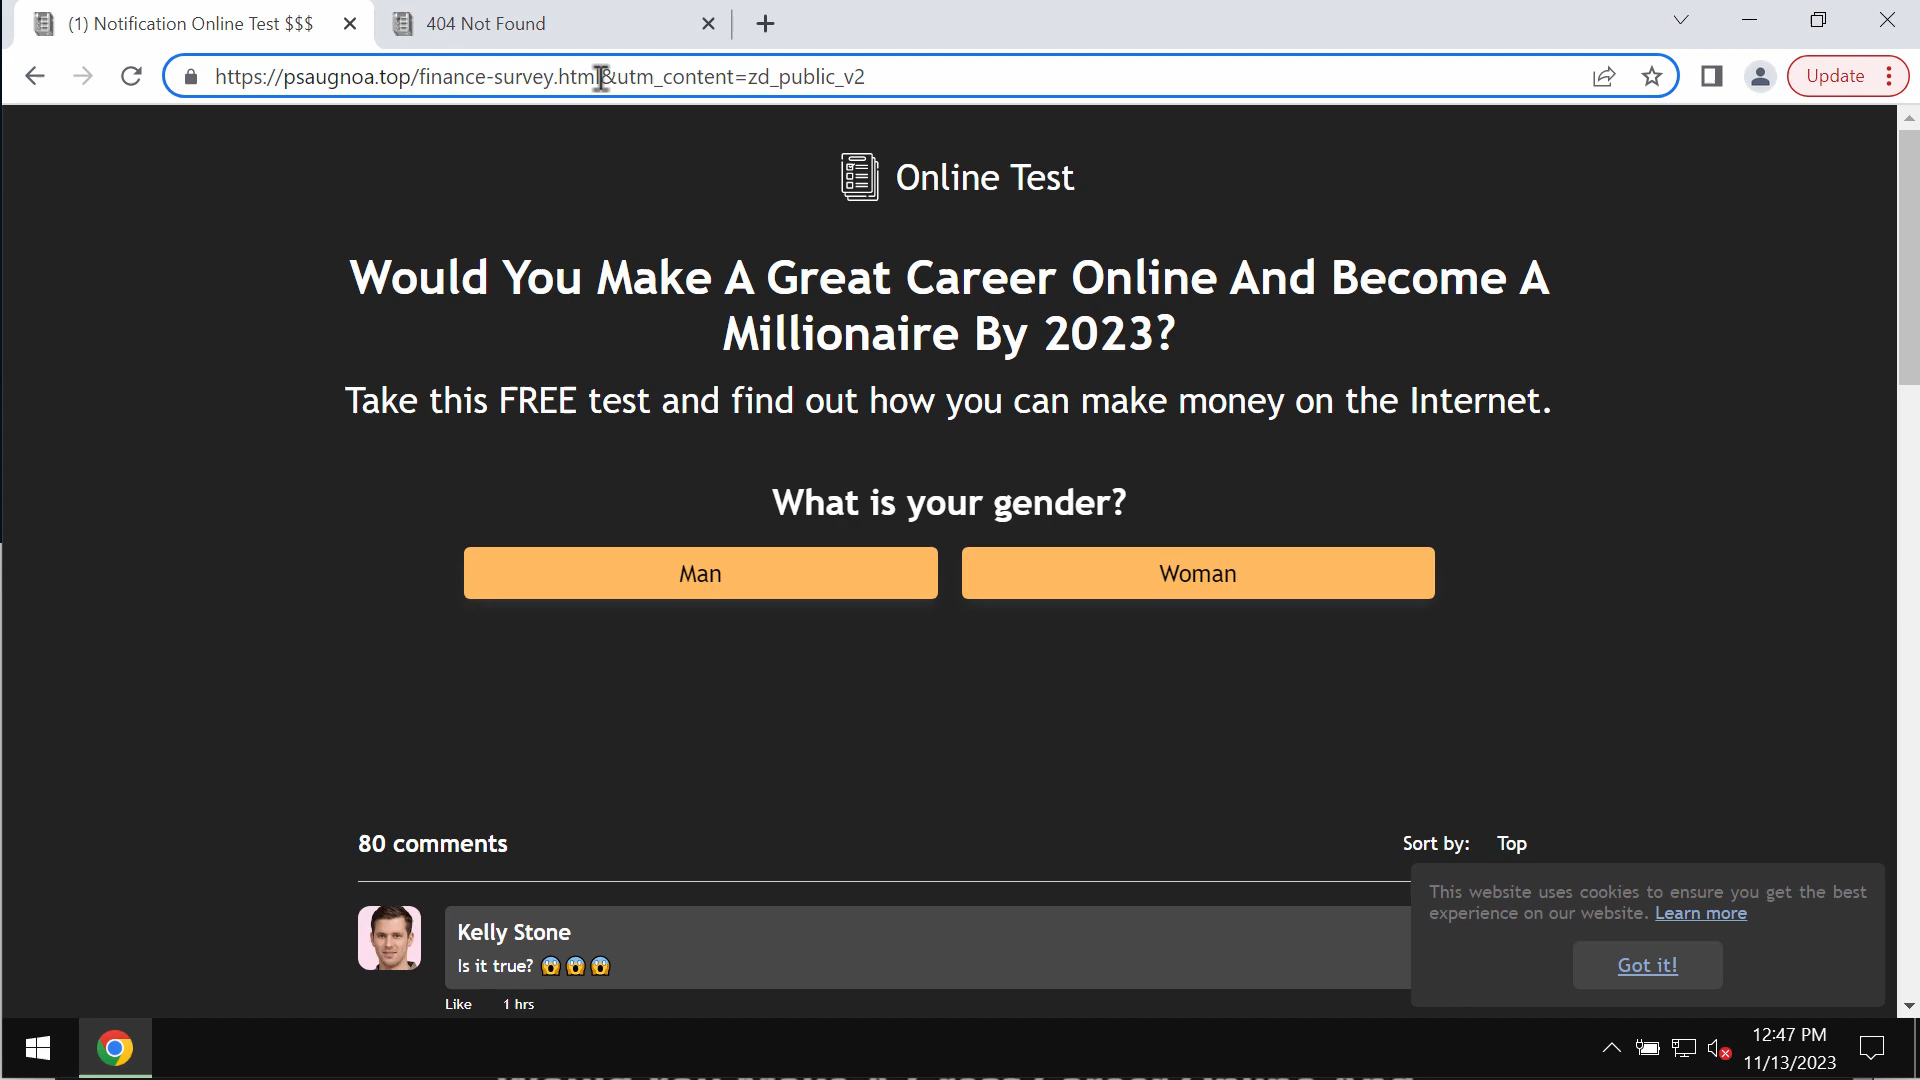 (1) Notification Online Test $$$
404 Not Found
https://psaugnoa.top/finance-survey.html&utm_content=zd_public_v2
Update
Online Test
Would You Make A Great Career Online And Become A
Millionaire By 2023?
Take this FREE test and find out how you can make money on the Internet.
What is your gender?
Man
Woman
80 comments
Sort by: Top
This website uses cookies to ensure you get the best
experience on our website. Learn more
Got it!
Kelly Stone
Is it true? 😱😱😱
Like 1 hrs
12:47 PM
11/13/2023